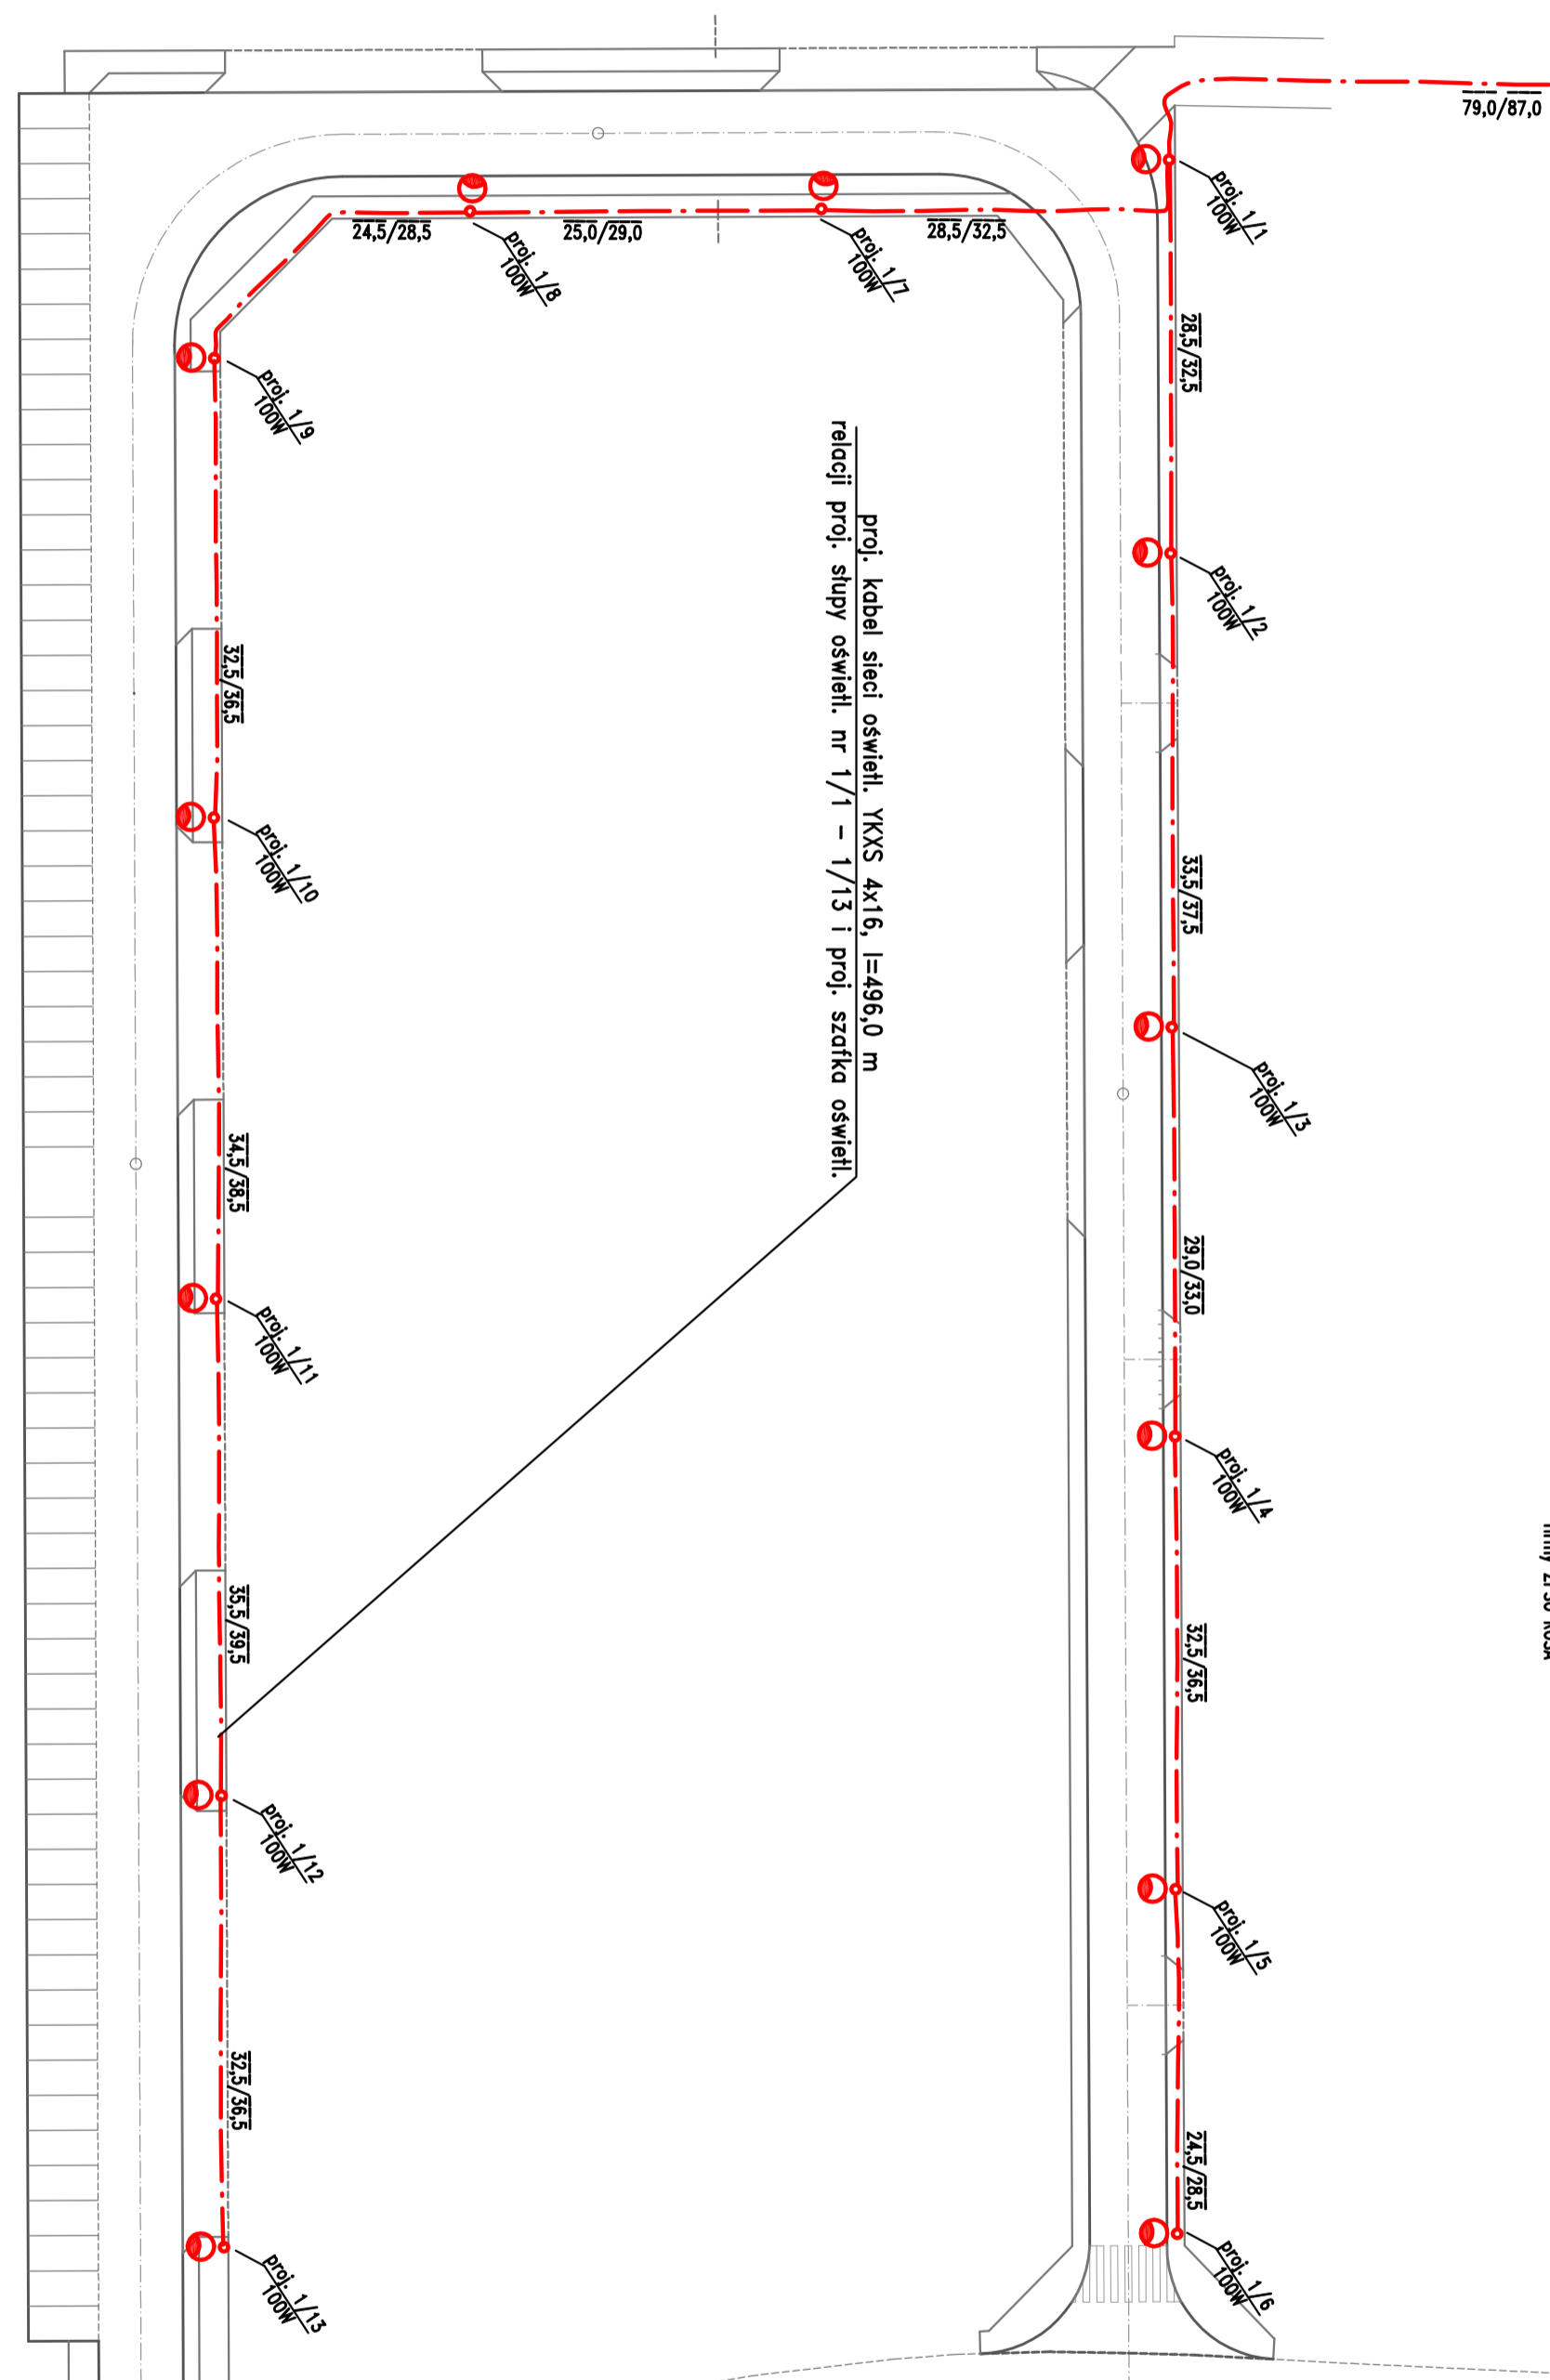 79,0/87,0
proj. 1/1
100W
24,5/28,5
proj. 1/8
100W
25,0/29,0
proj. 1/7
100W
28,5/32,5
28,5/32,5
proj. 1/9
100W
proj. 1/2
100W
proj. kabel sieci oświetl. YKXS 4x16, l=496,0 m
relacji proj. słupy oświetl. nr 1/1 - 1/13 i proj. szafka oświetl.
32,5/36,5
proj. 1/10
100W
33,5/37,5
proj. 1/3
100W
34,5/38,5
29,0/33,0
proj. 1/11
100W
proj. 1/4
100W
35,5/39,5
32,5/36,5
proj. 1/12
100W
proj. 1/5
100W
32,5/36,5
24,5/28,5
proj. 1/13
100W
proj. 1/6
100W